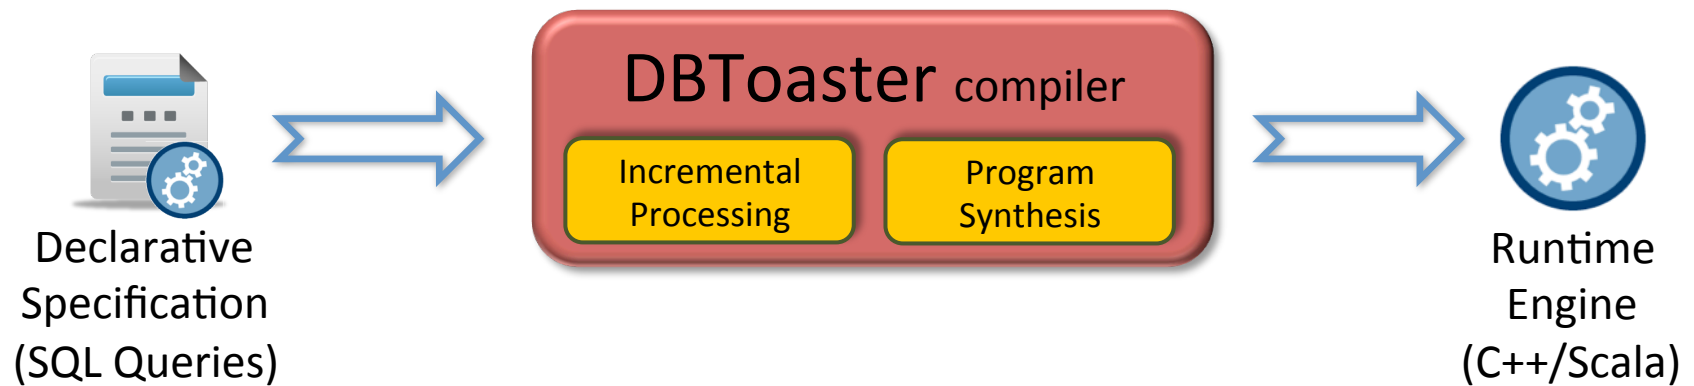 Declarative
Specification
(SQL Queries)
DBToaster compiler
Incremental
Processing
Program
Synthesis
Runtime
Engine
(C++/Scala)